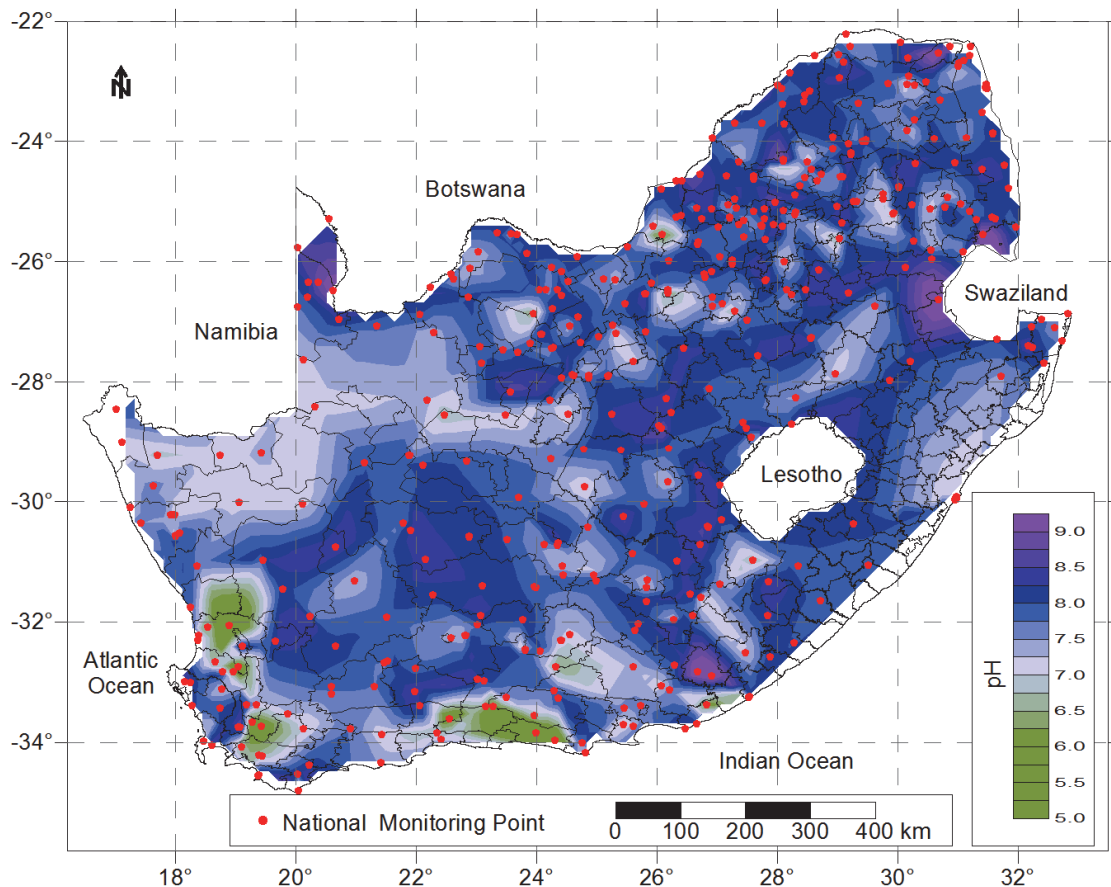 -22°
N
-24°
Botswana
-26°
Swaziland
Namibia
-28°
Lesotho
-30°
9.0
8.5
-32°
8.0
7.5
Atlantic
Ocean
pH
7.0
6.5
-34°
Indian Ocean
6.0
5.5
National Monitoring Point
0 100 200 300 400 km
5.0
18° 20° 22° 24° 26° 28° 30° 32°